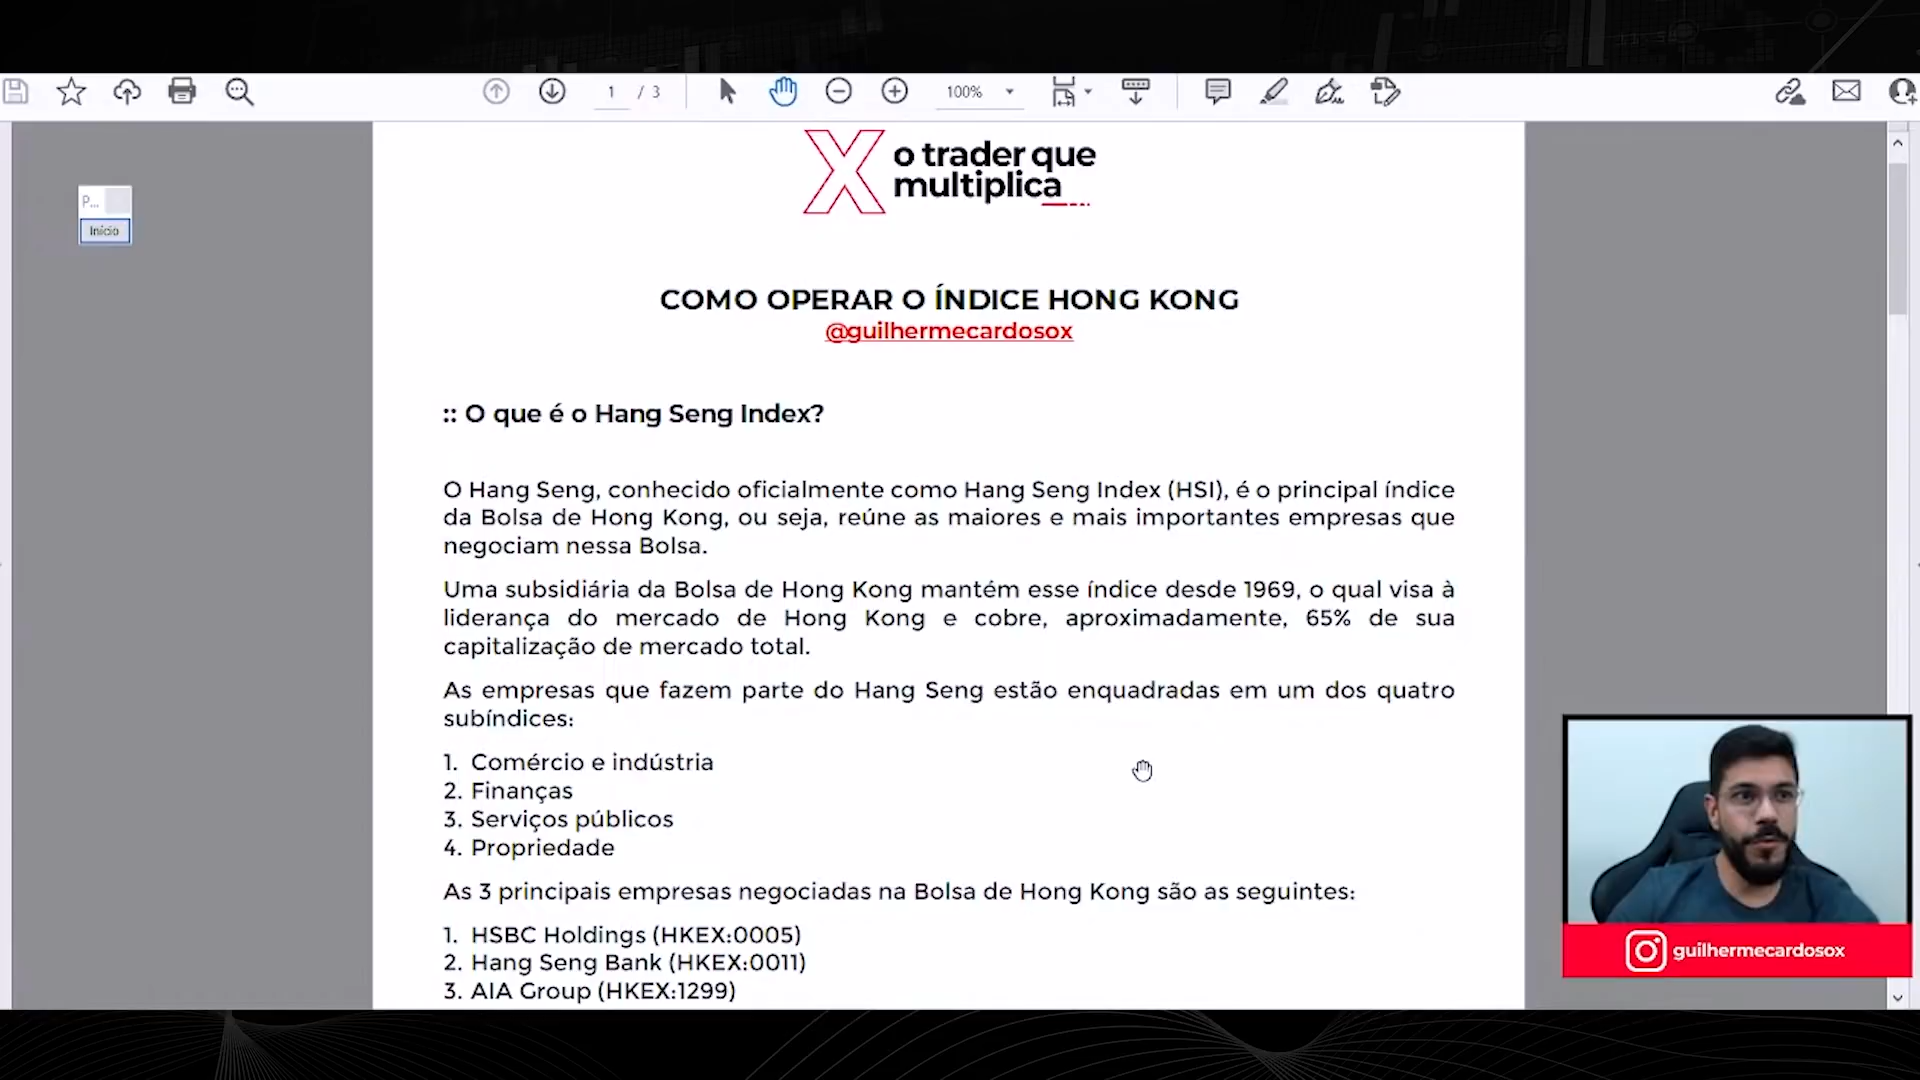 1 / 3
100%
o trader que
multiplica
P...
Início
COMO OPERAR O ÍNDICE HONG KONG
@guilhermecardosox
:: O que é o Hang Seng Index?
O Hang Seng, conhecido oficialmente como Hang Seng Index (HSI), é o principal índice
da Bolsa de Hong Kong, ou seja, reúne as maiores e mais importantes empresas que
negociam nessa Bolsa.
Uma subsidiária da Bolsa de Hong Kong mantém esse índice desde 1969, o qual visa à
liderança do mercado de Hong Kong e cobre, aproximadamente, 65% de sua
capitalização de mercado total.
As empresas que fazem parte do Hang Seng estão enquadradas em um dos quatro
subíndices:
1. Comércio e indústria
2. Finanças
3. Serviços públicos
4. Propriedade
As 3 principais empresas negociadas na Bolsa de Hong Kong são as seguintes:
1. HSBC Holdings (HKEX:0005)
2. Hang Seng Bank (HKEX:0011)
3. AIA Group (HKEX:1299)
guilhermecardosox